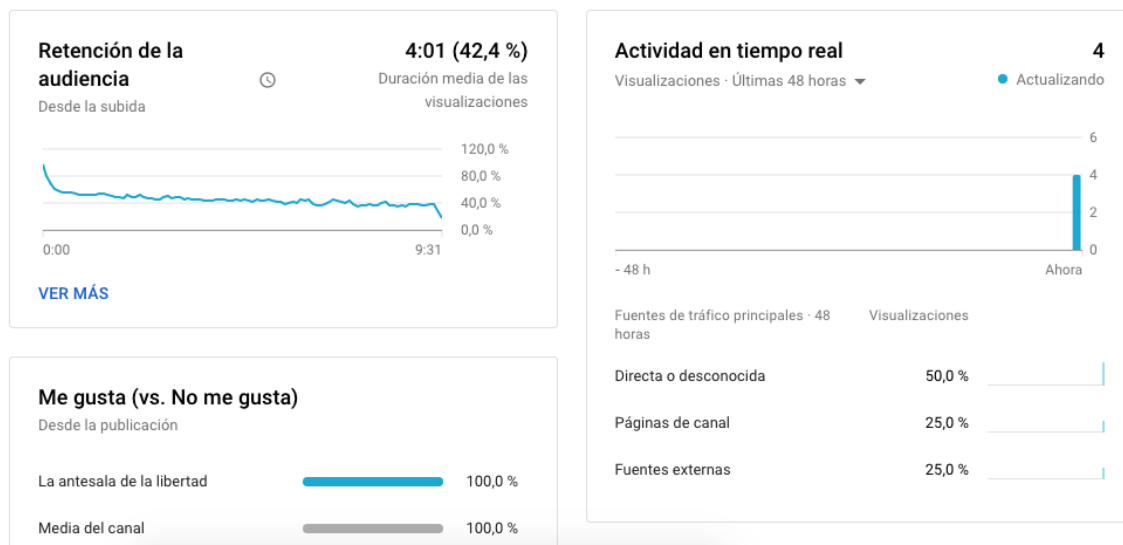 Retención de la
audiencia
Desde la subida
4:01 (42,4 %)
Duración media de las
visualizaciones
120,0 %
80,0 %
40,0 %
0,0 %
0:00
9:31
VER MÁS
Me gusta (vs. No me gusta)
Desde la publicación
La antesala de la libertad
100,0 %
Media del canal
100,0 %
Actividad en tiempo real
4
Visualizaciones · Últimas 48 horas
Actualizando
6
4
2
0
- 48 h
Ahora
Fuentes de tráfico principales · 48
horas
Visualizaciones
Directa o desconocida
50,0 %
Páginas de canal
25,0 %
Fuentes externas
25,0 %